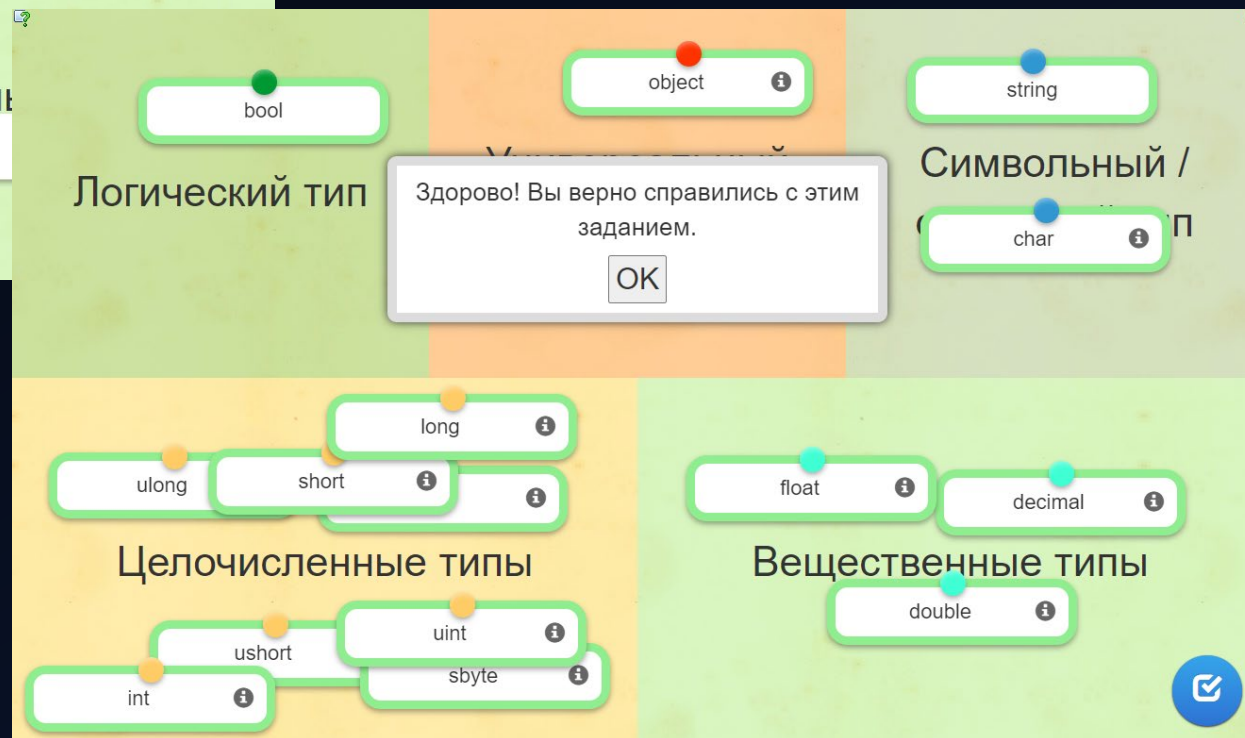 bool
object
string
Логический тип
Символьный /
char
Здорово! Вы верно справились с этим
заданием.
OK
long
ulong
short
Целочисленные типы
uint
ushort
sbyte
int
float
decimal
Вещественные типы
double